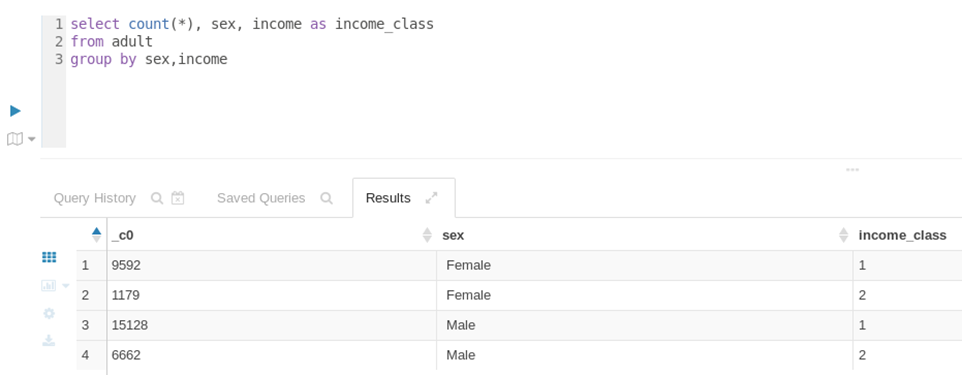 1 select count(*), sex, income as income_class
2 from adult
3 group by sex,income
Query History Saved Queries Results
_c0 sex income_class
1 9592 Female 1
2 1179 Female 2
3 15128 Male 1
4 6662 Male 2